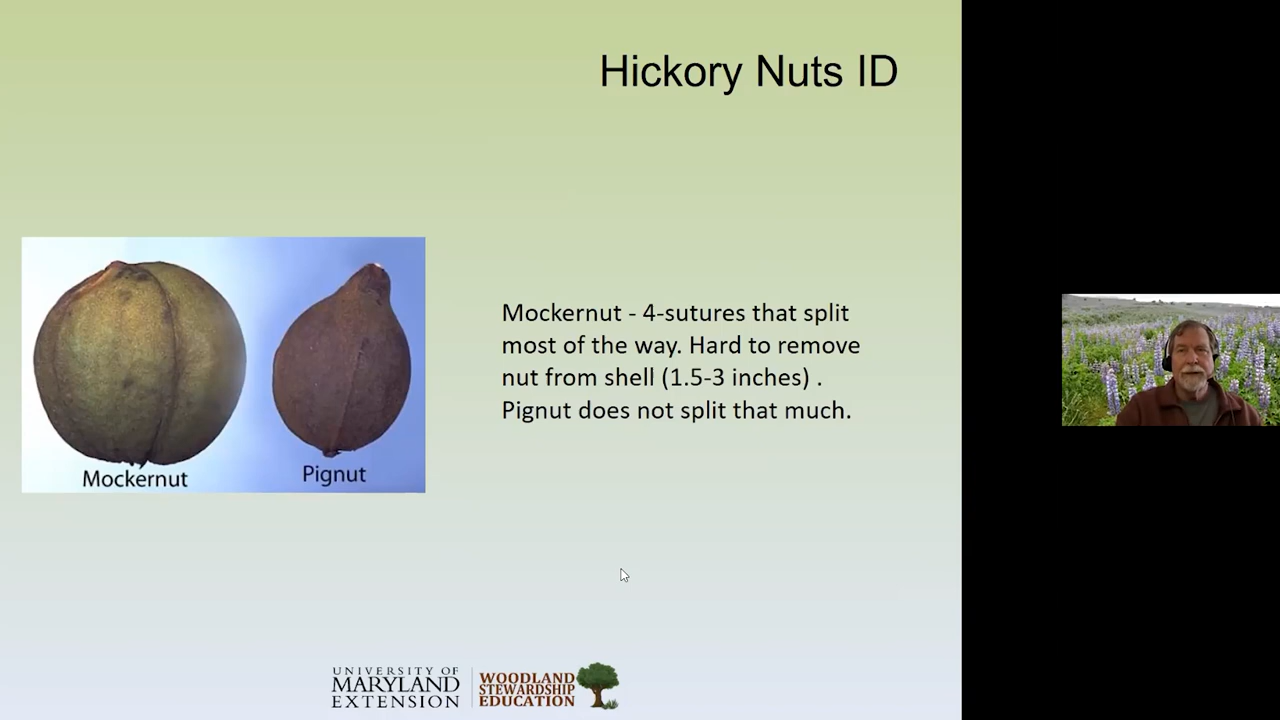 Hickory Nuts ID
Mockernut
Pignut
Mockernut - 4-sutures that split
most of the way. Hard to remove
nut from shell (1.5-3 inches) .
Pignut does not split that much.
UNIVERSITY OF
MARYLAND
EXTENSION
WOODLAND
STEWARDSHIP
EDUCATION